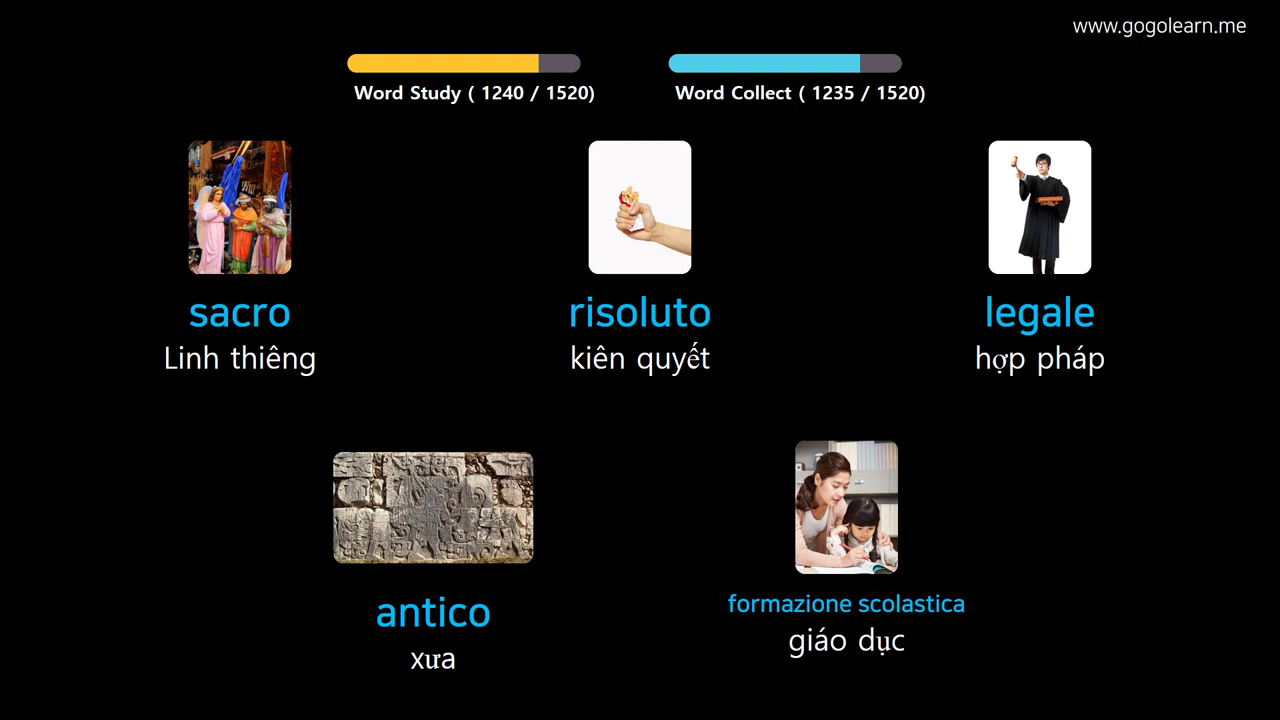 www.gogolearn.me
Word Study ( 1240 / 1520)
Word Collect ( 1235 / 1520)
sacro
Linh thiêng
risoluto
kiên quyết
legale
hợp pháp
antico
xưa
formazione scolastica
giáo dục